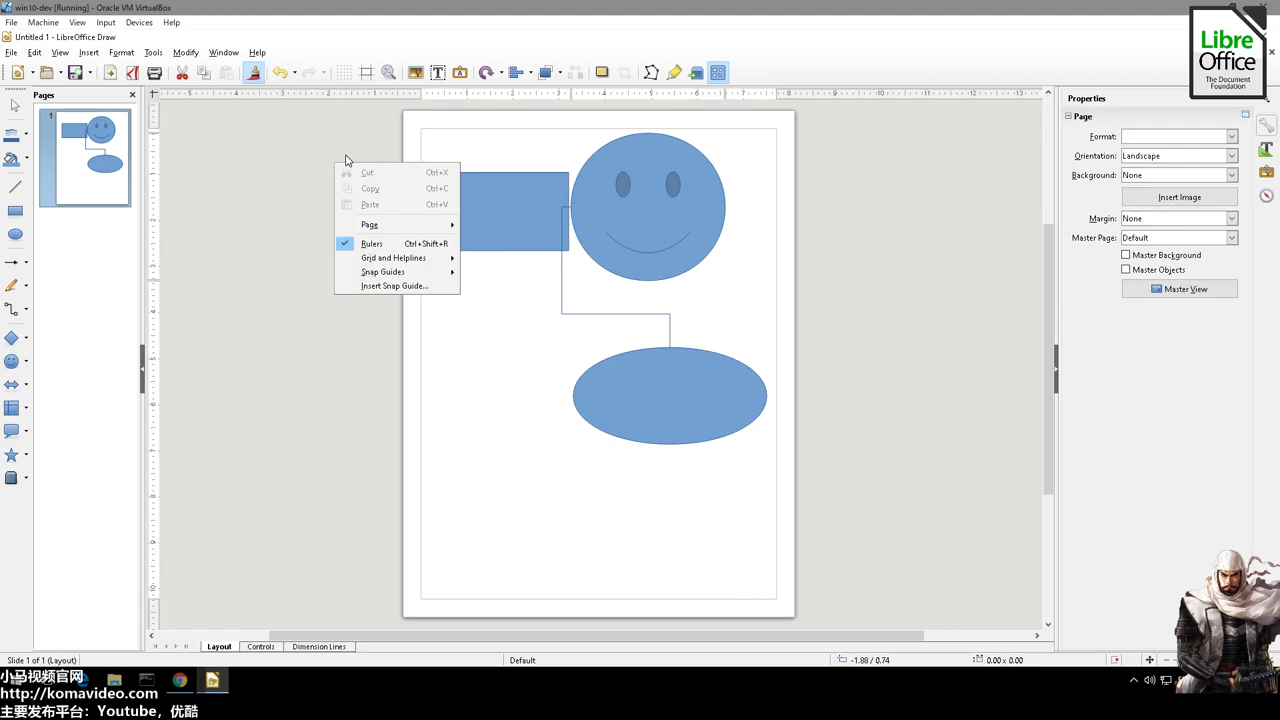 win10-dev [Running] - Oracle VM VirtualBox
File Machine View Input Devices Help
Untitled 1 - LibreOffice Draw
File Edit View Insert Format Tools Modify Window Help
Libre
Office
The Document
Foundation
Pages
1
Cut Ctrl+X
Copy Ctrl+C
Paste Ctrl+V
Page
Rulers Ctrl+Shift+R
Grid and Helplines
Snap Guides
Insert Snap Guide...
Properties
Page
Format:
Orientation: Landscape
Background: None
Insert Image
Margin: None
Master Page: Default
Master Background
Master Objects
Master View
Layout Controls Dimension Lines
Slide 1 of 1 (Layout) Default -1.88 / 0.74 0.00 x 0.00
小马视频官网
http://komavideo.com
主要发布平台：Youtube，优酷